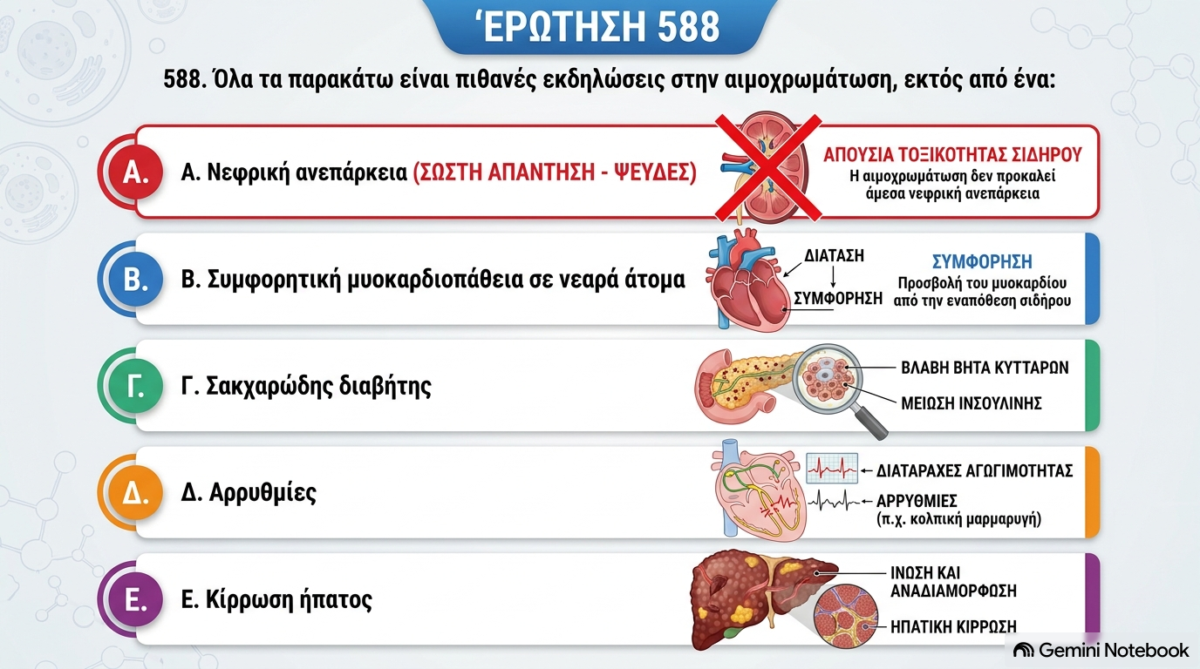 ʽΕΡΩΤΗΣΗ 588
588. Όλα τα παρακάτω είναι πιθανές εκδηλώσεις στην αιμοχρωμάτωση, εκτός από ένα:
Α.
Α. Νεφρική ανεπάρκεια (ΣΩΣΤΗ ΑΠΑΝΤΗΣΗ - ΨΕΥΔΕΣ)
ΑΠΟΥΣΙΑ ΤΟΞΙΚΟΤΗΤΑΣ ΣΙΔΗΡΟΥ
Η αιμοχρωμάτωση δεν προκαλεί
άμεσα νεφρική ανεπάρκεια
Β.
Β. Συμφορητική μυοκαρδιοπάθεια σε νεαρά άτομα
ΔΙΑΤΑΣΗ
ΣΥΜΦΟΡΗΣΗ
ΣΥΜΦΟΡΗΣΗ
Προσβολή του μυοκαρδίου
από την εναπόθεση σιδήρου
Γ.
Γ. Σακχαρώδης διαβήτης
ΒΛΑΒΗ ΒΗΤΑ ΚΥΤΤΑΡΩΝ
ΜΕΙΩΣΗ ΙΝΣΟΥΛΙΝΗΣ
Δ.
Δ. Αρρυθμίες
ΔΙΑΤΑΡΑΧΕΣ ΑΓΩΓΙΜΟΤΗΤΑΣ
ΑΡΡΥΘΜΙΕΣ
(π.χ. κολπική μαρμαρυγή)
Ε.
Ε. Κίρρωση ήπατος
ΙΝΩΣΗ ΚΑΙ
ΑΝΑΔΙΑΜΟΡΦΩΣΗ
ΗΠΑΤΙΚΗ ΚΙΡΡΩΣΗ
Gemini Notebook